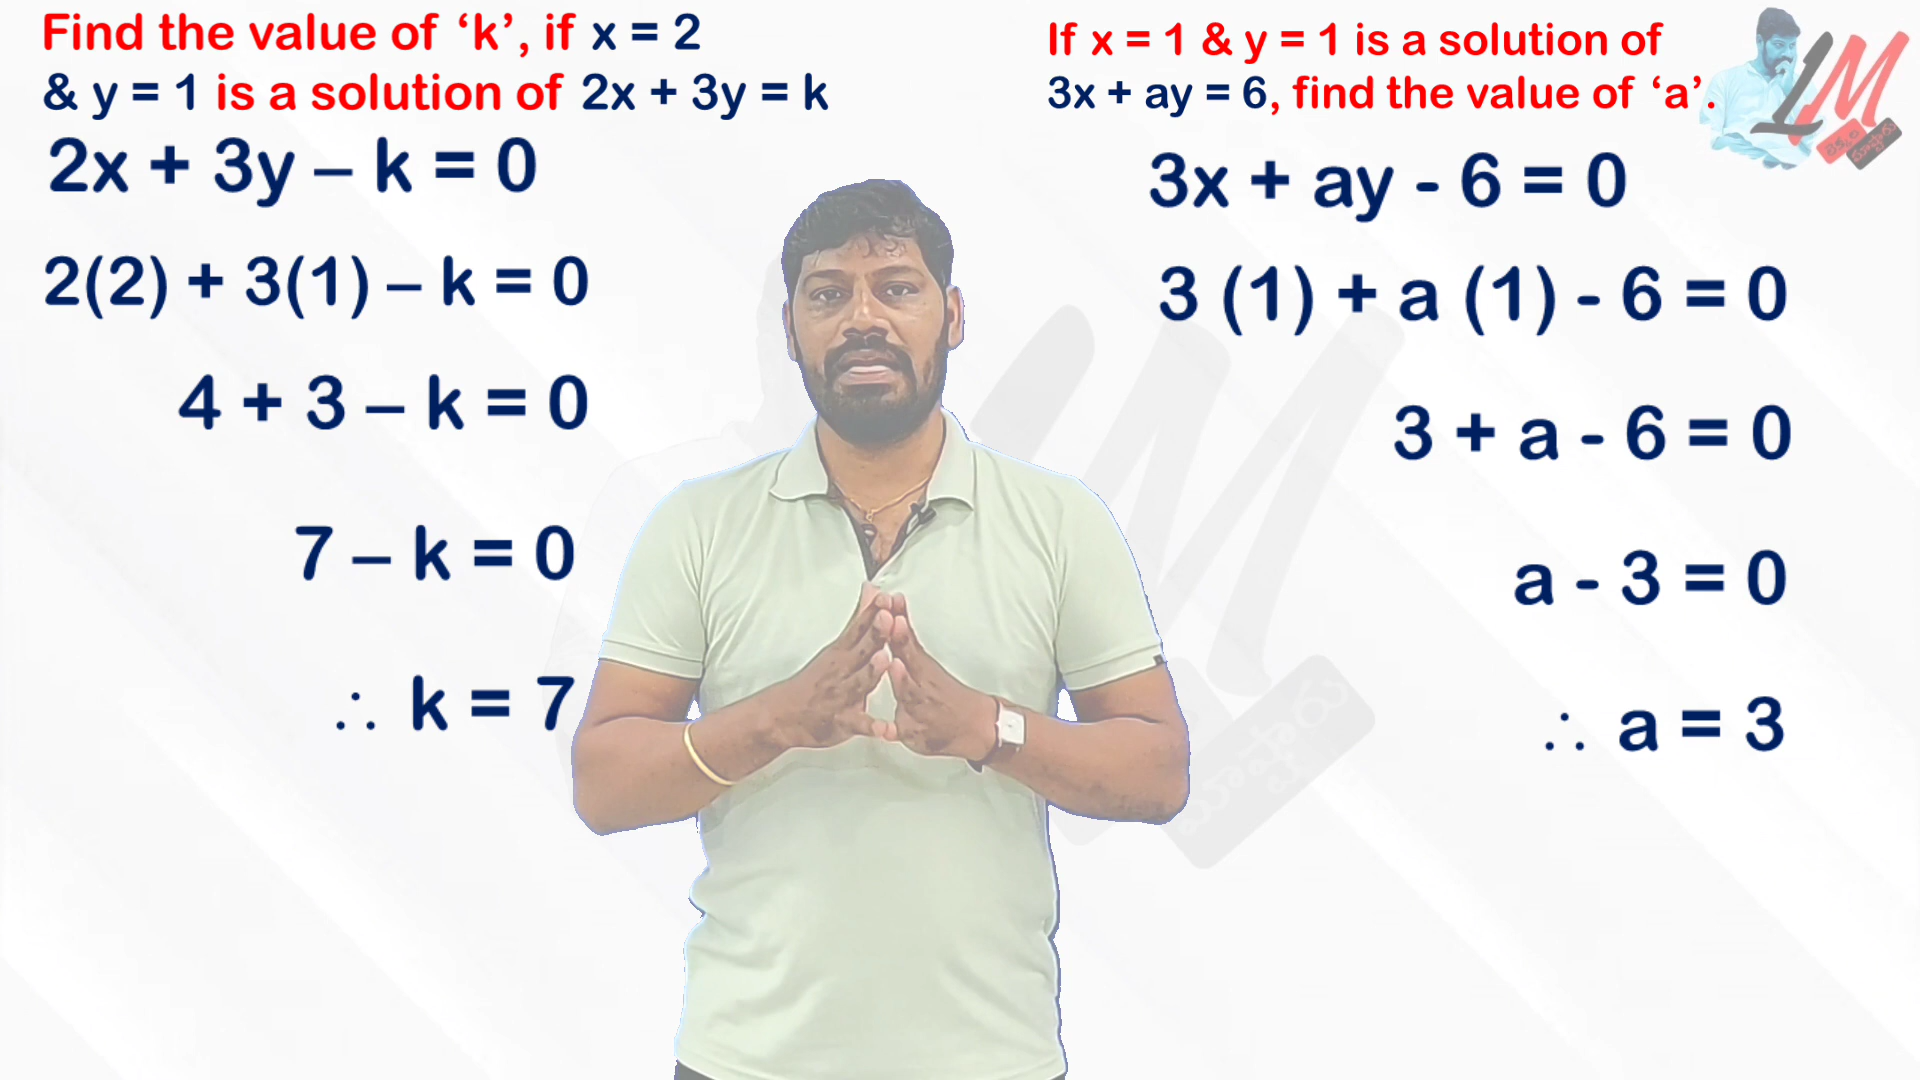 Find the value of ‘k’, if x = 2
& y = 1 is a solution of 2x + 3y = k
2x + 3y – k = 0
2(2) + 3(1) – k = 0
4 + 3 – k = 0
7 – k = 0
∴ k = 7
If x = 1 & y = 1 is a solution of
3x + ay = 6, find the value of ‘a’.
3x + ay - 6 = 0
3 (1) + a (1) - 6 = 0
3 + a - 6 = 0
a - 3 = 0
∴ a = 3
LM